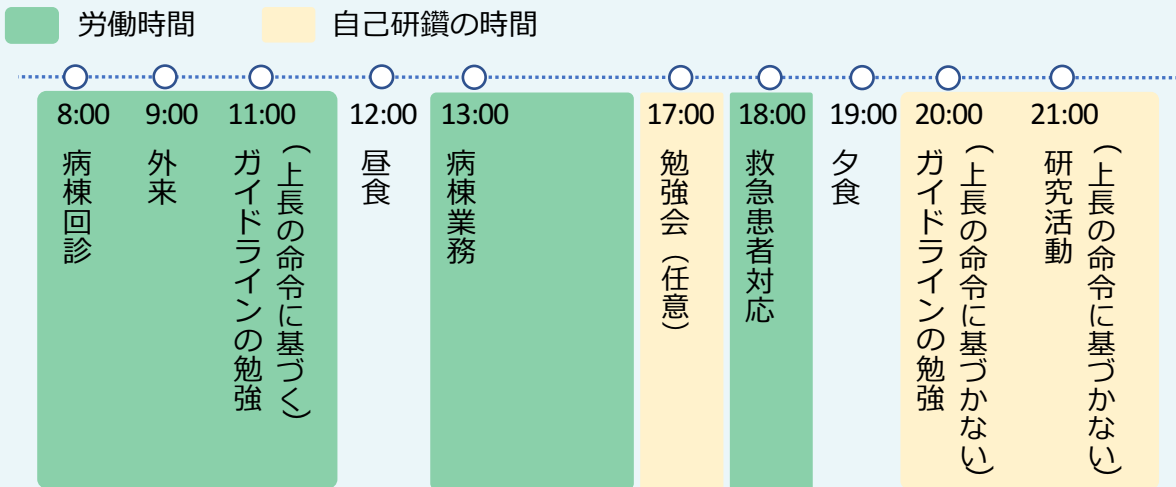 労働時間
自己研鑽の時間
8:00
病棟回診
9:00
外来
11:00
(上長の命令に基づく)
ガイドラインの勉強
12:00
昼食
13:00
病棟業務
17:00
勉強会(任意)
18:00
救急患者対応
19:00
夕食
20:00
(上長の命令に基づかない)
ガイドラインの勉強
21:00
(上長の命令に基づかない)
研究活動